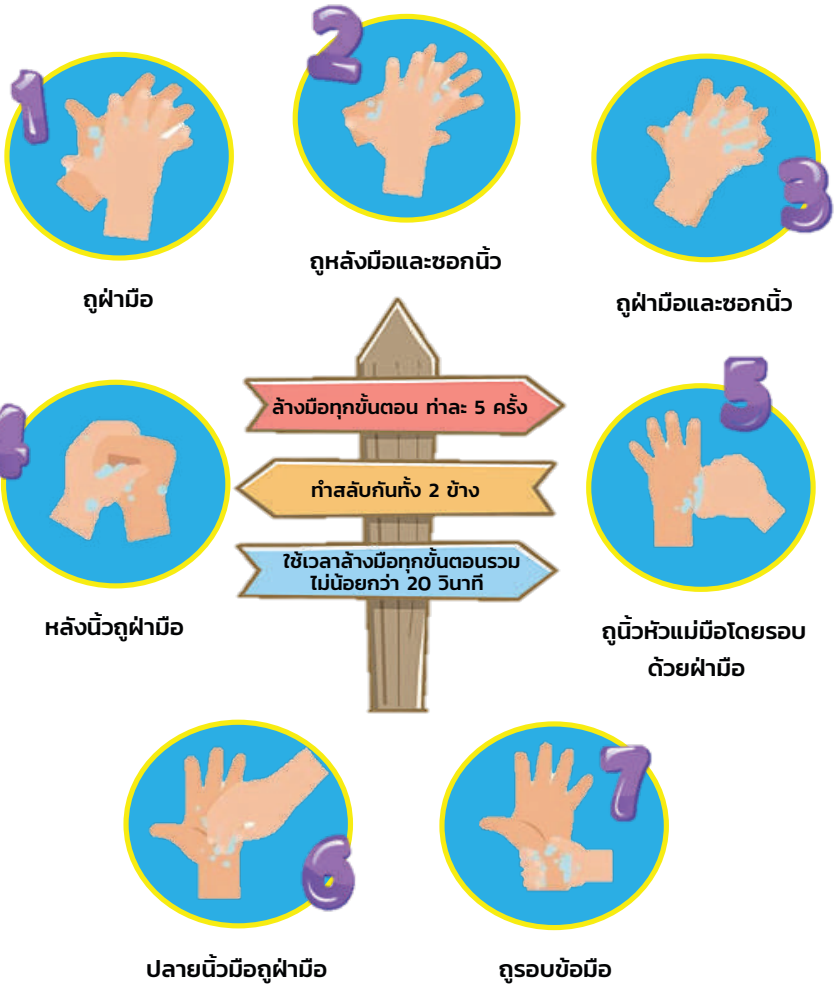 1
ถูฝ่ามือ
2
ถูหลังมือและซอกนิ้ว
3
ถูฝ่ามือและซอกนิ้ว
ล้างมือทุกขั้นตอน ท่าละ 5 ครั้ง
ทำสลับกันทั้ง 2 ข้าง
ใช้เวลาล้างมือทุกขั้นตอนรวม
ไม่น้อยกว่า 20 วินาที
4
หลังนิ้วถูฝ่ามือ
5
ถูนิ้วหัวแม่มือโดยรอบ
ด้วยฝ่ามือ
6
ปลายนิ้วมือถูฝ่ามือ
7
ถูรอบข้อมือ